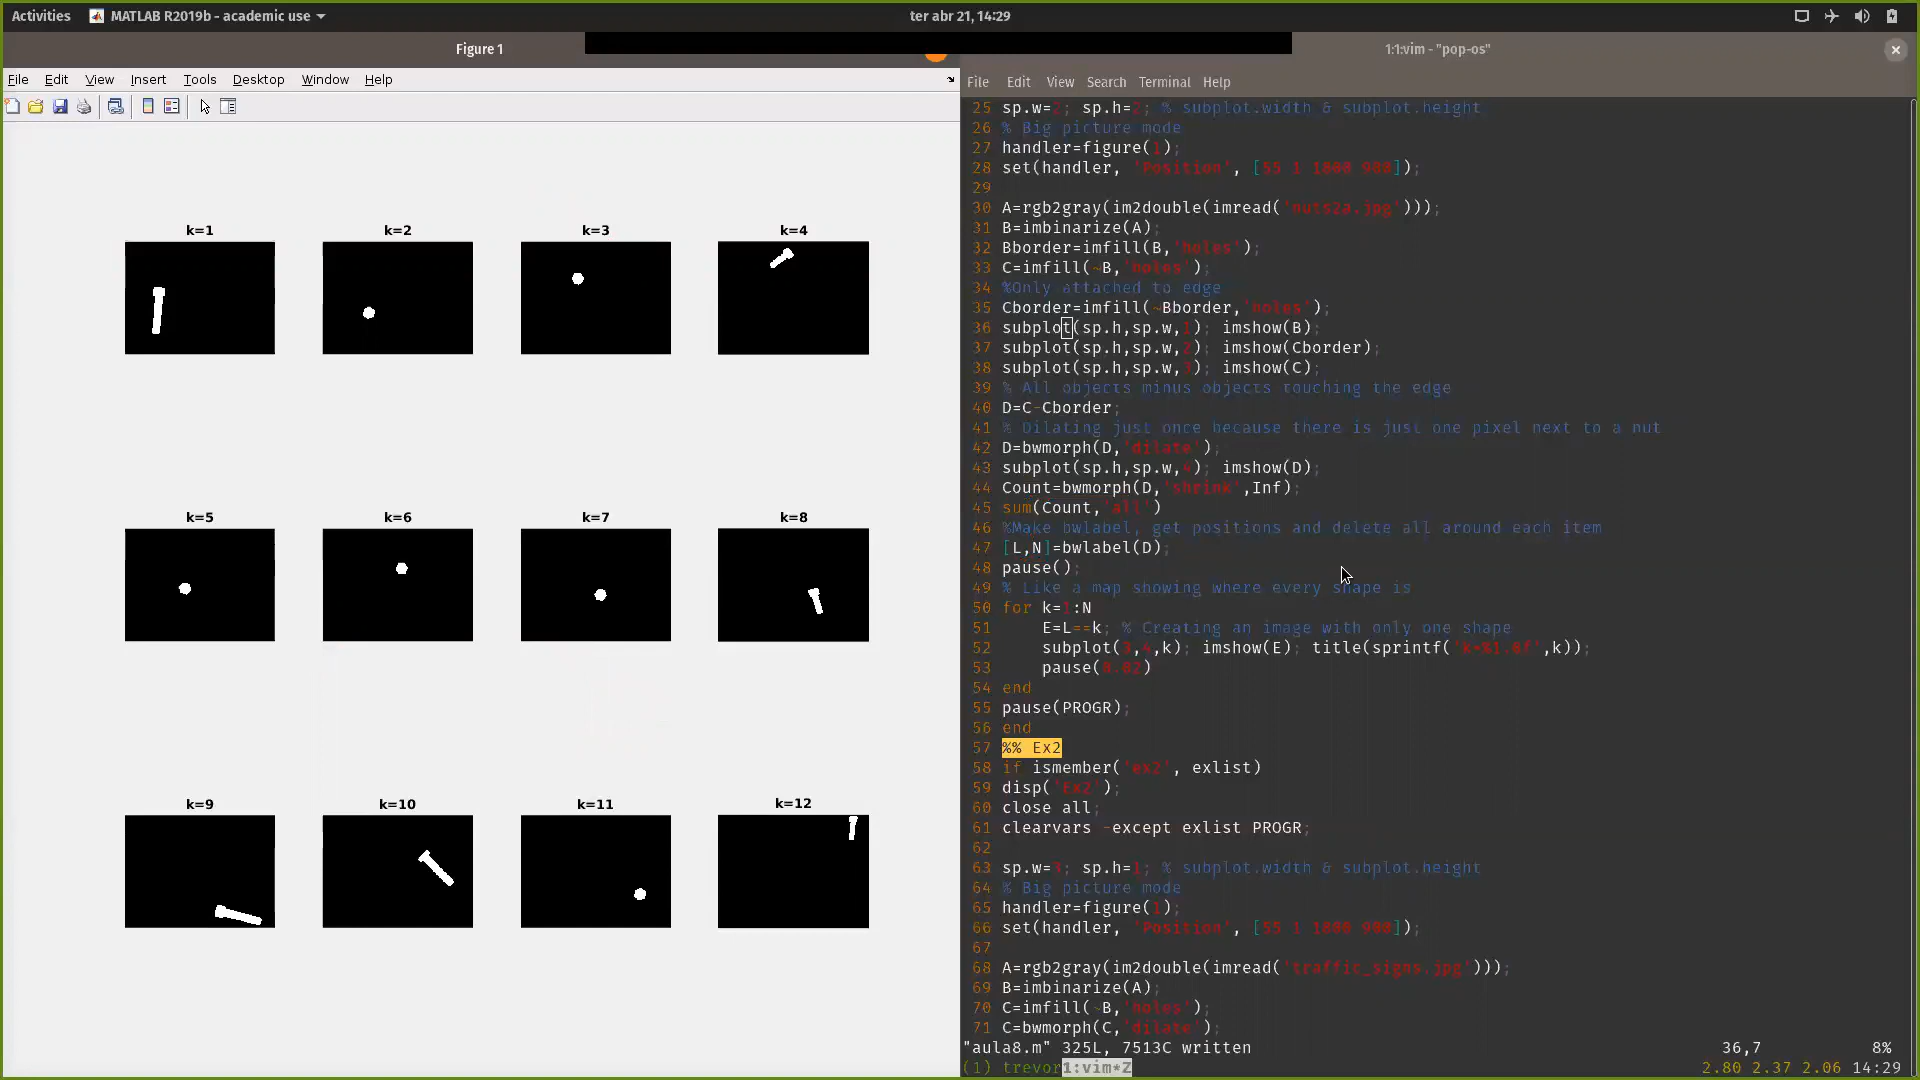 Activities MATLAB R2019b - academic use ter abr 21, 14:29
Figure 1
File Edit View Insert Tools Desktop Window Help
k=1 k=2 k=3 k=4
k=5 k=6 k=7 k=8
k=9 k=10 k=11 k=12
1:1:vim - "pop-os"
File Edit View Search Terminal Help
25 sp.w=2; sp.h=2; % subplot.width & subplot.height
26 % Big picture mode
27 handler=figure(1);
28 set(handler, 'Position', [55 1 1800 900]);
29
30 A=rgb2gray(im2double(imread('nuts2a.jpg')));
31 B=imbinarize(A);
32 Bborder=imfill(B,'holes');
33 C=imfill(~B,'holes');
34 %Only attached to edge
35 Cborder=imfill(~Bborder,'holes');
36 subplot(sp.h,sp.w,1); imshow(B);
37 subplot(sp.h,sp.w,2); imshow(Cborder);
38 subplot(sp.h,sp.w,3); imshow(C);
39 % All objects minus objects touching the edge
40 D=C-Cborder;
41 % Dilating just once because there is just one pixel next to a nut
42 D=bwmorph(D,'dilate');
43 subplot(sp.h,sp.w,4); imshow(D);
44 Count=bwmorph(D,'shrink',Inf);
45 sum(Count,'all')
46 %Make bwlabel, get positions and delete all around each item
47 [L,N]=bwlabel(D);
48 pause();
49 % Like a map showing where every shape is
50 for k=1:N
51     E=L==k; % Creating an image with only one shape
52     subplot(3,4,k); imshow(E); title(sprintf('k=%1.0f',k));
53     pause(0.02)
54 end
55 pause(PROGR);
56 end
57 %% Ex2
58 if ismember('ex2', exlist)
59 disp('Ex2');
60 close all;
61 clearvars -except exlist PROGR;
62
63 sp.w=3; sp.h=1; % subplot.width & subplot.height
64 % Big picture mode
65 handler=figure(1);
66 set(handler, 'Position', [55 1 1800 900]);
67
68 A=rgb2gray(im2double(imread('traffic_signs.jpg')));
69 B=imbinarize(A);
70 C=imfill(~B,'holes');
71 C=bwmorph(C,'dilate');
"aula8.m" 325L, 7513C written 36,7 8%
(1) trevor 1:vim*Z 2.80 2.37 2.06 14:29